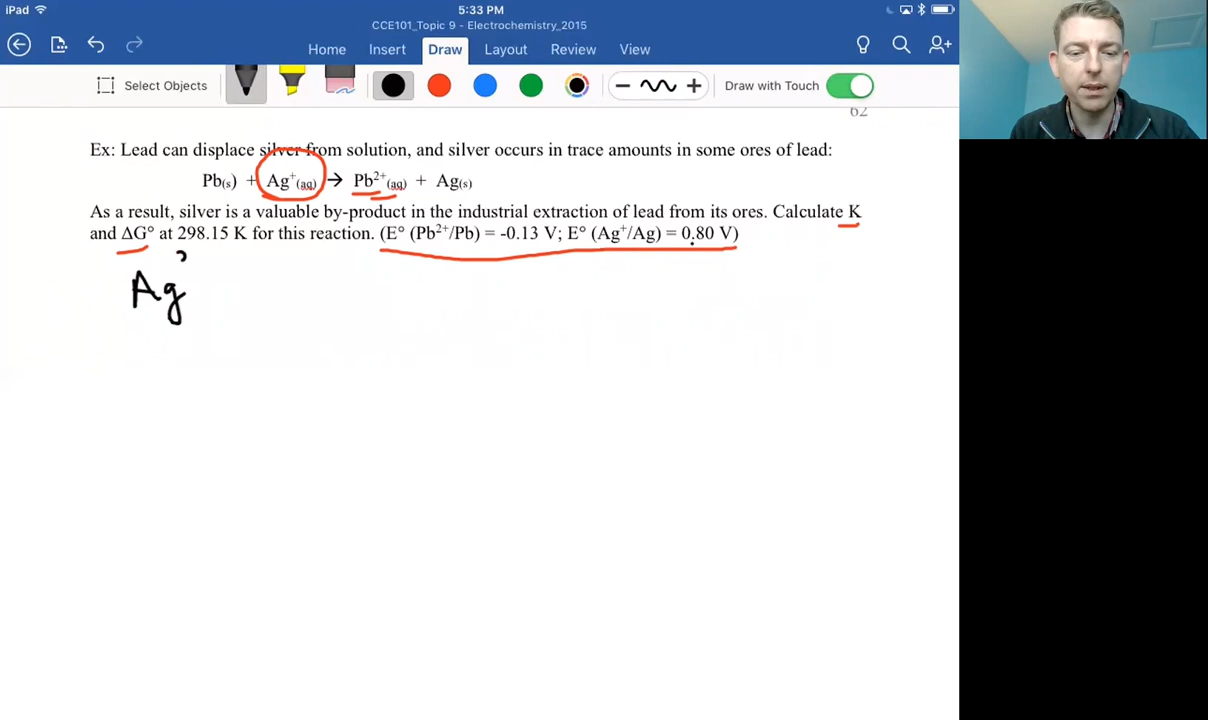 iPad 5:33 PM
CCE101_Topic 9 - Electrochemistry_2015
Home Insert Draw Layout Review View
Select Objects Draw with Touch
62
Ex: Lead can displace silver from solution, and silver occurs in trace amounts in some ores of lead:
Pb(s) + Ag⁺(aq) → Pb²⁺(aq) + Ag(s)
As a result, silver is a valuable by-product in the industrial extraction of lead from its ores. Calculate K
and ΔG° at 298.15 K for this reaction. (E° (Pb²⁺/Pb) = -0.13 V; E° (Ag⁺/Ag) = 0.80 V)
Ag